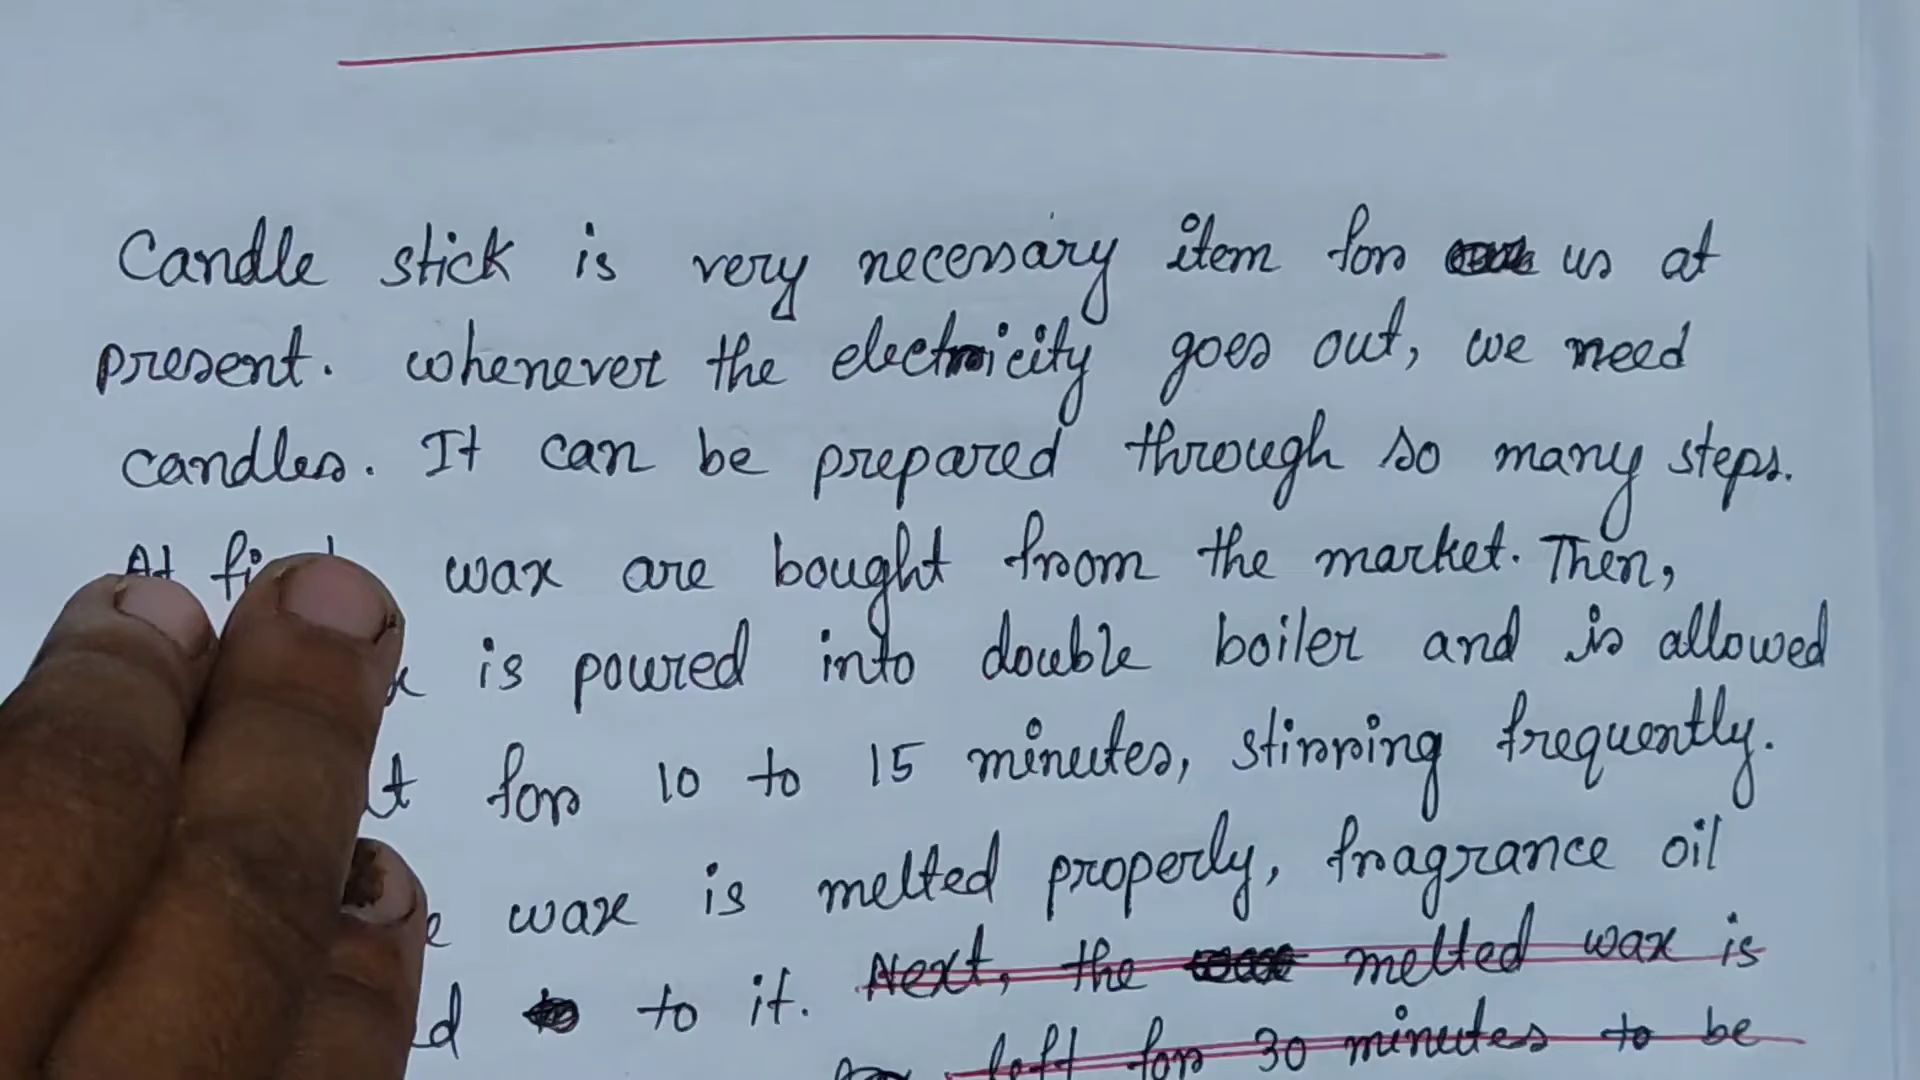 Candle stick is very necessary item for us at
present. Whenever the electricity goes out, we need
candles. It can be prepared through so many steps.
At wax are bought from the market. Then,
is poured into double boiler and is allowed
for 10 to 15 minutes, stirring frequently.
wax is melted properly, fragrance oil
to it. Next, the melted wax is
left for 30 minutes to be